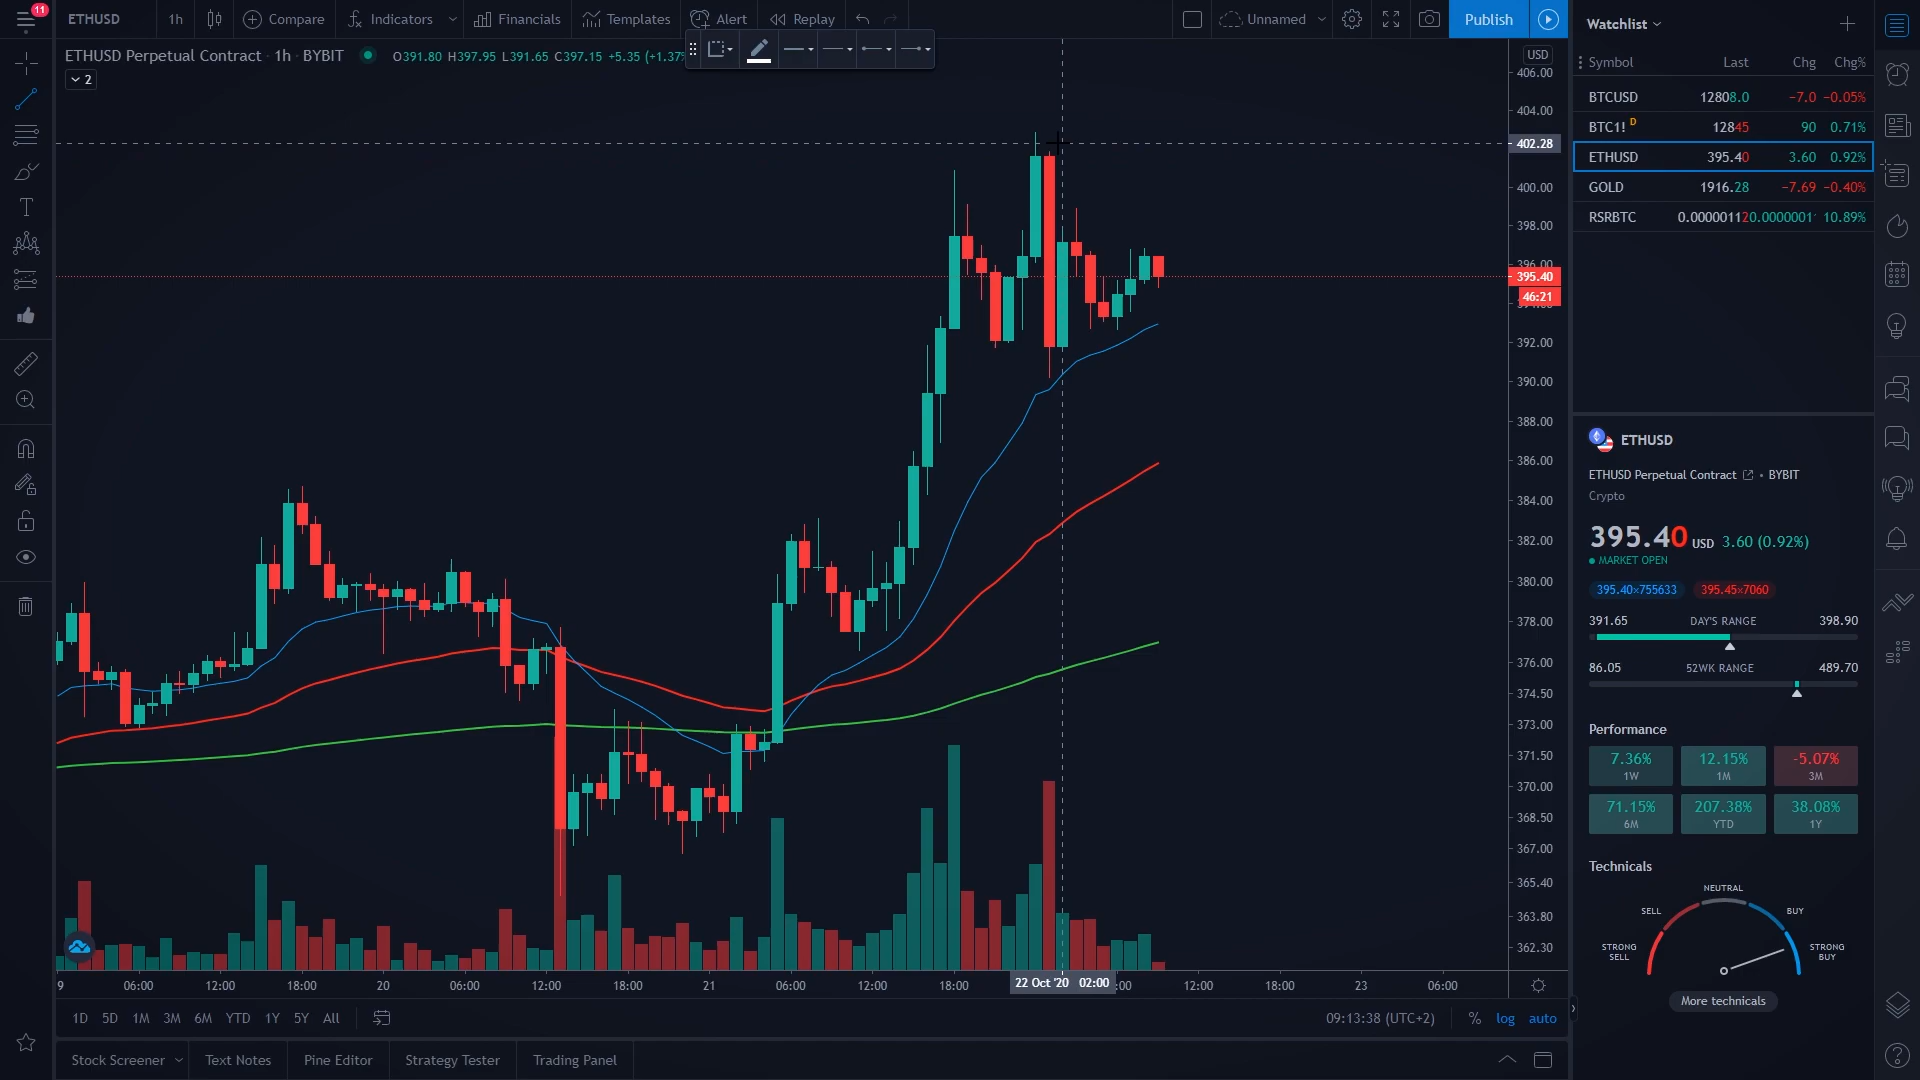 11
ETHUSD
1h
Compare
Indicators
Financials
Templates
Alert
Replay
Unnamed
Publish
ETHUSD Perpetual Contract · 1h · BYBIT
O391.80 H397.95 L391.65 C397.15 +5.35 (+1.37%
2
USD
406.00
404.00
402.28
400.00
398.00
396.00
395.40
46:21
392.00
390.00
388.00
386.00
384.00
382.00
380.00
378.00
376.00
374.50
373.00
371.50
370.00
368.50
367.00
365.40
363.80
362.30
9 06:00 12:00 18:00 20 06:00 12:00 18:00 21 06:00 12:00 18:00 22 Oct '20 02:00 :00 12:00 18:00 23 06:00
1D 5D 1M 3M 6M YTD 1Y 5Y All
09:13:38 (UTC+2) % log auto
Stock Screener Text Notes Pine Editor Strategy Tester Trading Panel
Watchlist
Symbol Last Chg Chg%
BTCUSD 12808.0 −7.0 −0.05%
BTC1! D 12845 90 0.71%
ETHUSD 395.40 3.60 0.92%
GOLD 1916.28 −7.69 −0.40%
RSRBTC 0.00000112 0.0000001 10.89%
ETHUSD
ETHUSD Perpetual Contract • BYBIT
Crypto
395.40 USD 3.60 (0.92%)
MARKET OPEN
395.40×755633 395.45×7060
391.65 DAY'S RANGE 398.90
86.05 52WK RANGE 489.70
Performance
7.36% 12.15% -5.07%
1W 1M 3M
71.15% 207.38% 38.08%
6M YTD 1Y
Technicals
NEUTRAL
SELL BUY
STRONG SELL STRONG BUY
More technicals